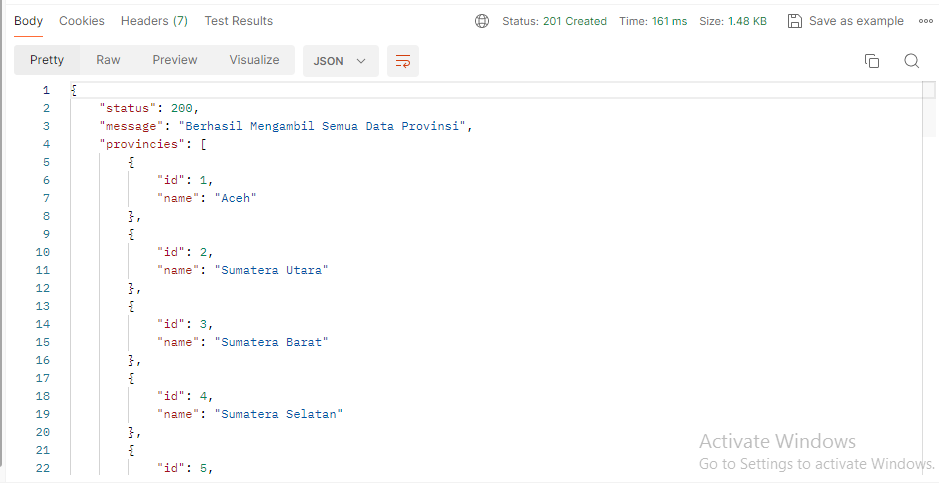 Body Cookies Headers (7) Test Results Status: 201 Created Time: 161 ms Size: 1.48 KB Save as example
Pretty Raw Preview Visualize JSON
1 {
2 "status": 200,
3 "message": "Berhasil Mengambil Semua Data Provinsi",
4 "provincies": [
5 {
6 "id": 1,
7 "name": "Aceh"
8 },
9 {
10 "id": 2,
11 "name": "Sumatera Utara"
12 },
13 {
14 "id": 3,
15 "name": "Sumatera Barat"
16 },
17 {
18 "id": 4,
19 "name": "Sumatera Selatan"
20 },
21 {
22 "id": 5,
Activate Windows
Go to Settings to activate Windows.